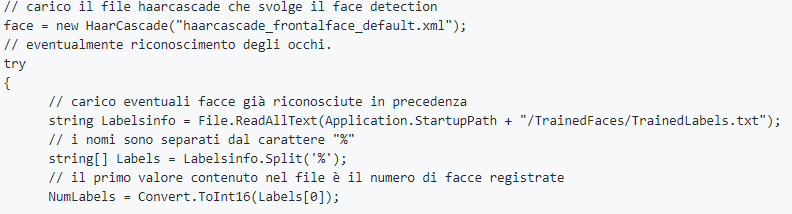 // carico il file haarcascade che svolge il face detection
face = new HaarCascade("haarcascade_frontalface_default.xml");
// eventualmente riconoscimento degli occhi.
try
{
// carico eventuali facce già riconosciute in precedenza
string Labelsinfo = File.ReadAllText(Application.StartupPath + "/TrainedFaces/TrainedLabels.txt");
// i nomi sono separati dal carattere "%"
string[] Labels = Labelsinfo.Split('%');
// il primo valore contenuto nel file è il numero di facce registrate
NumLabels = Convert.ToInt16(Labels[0]);